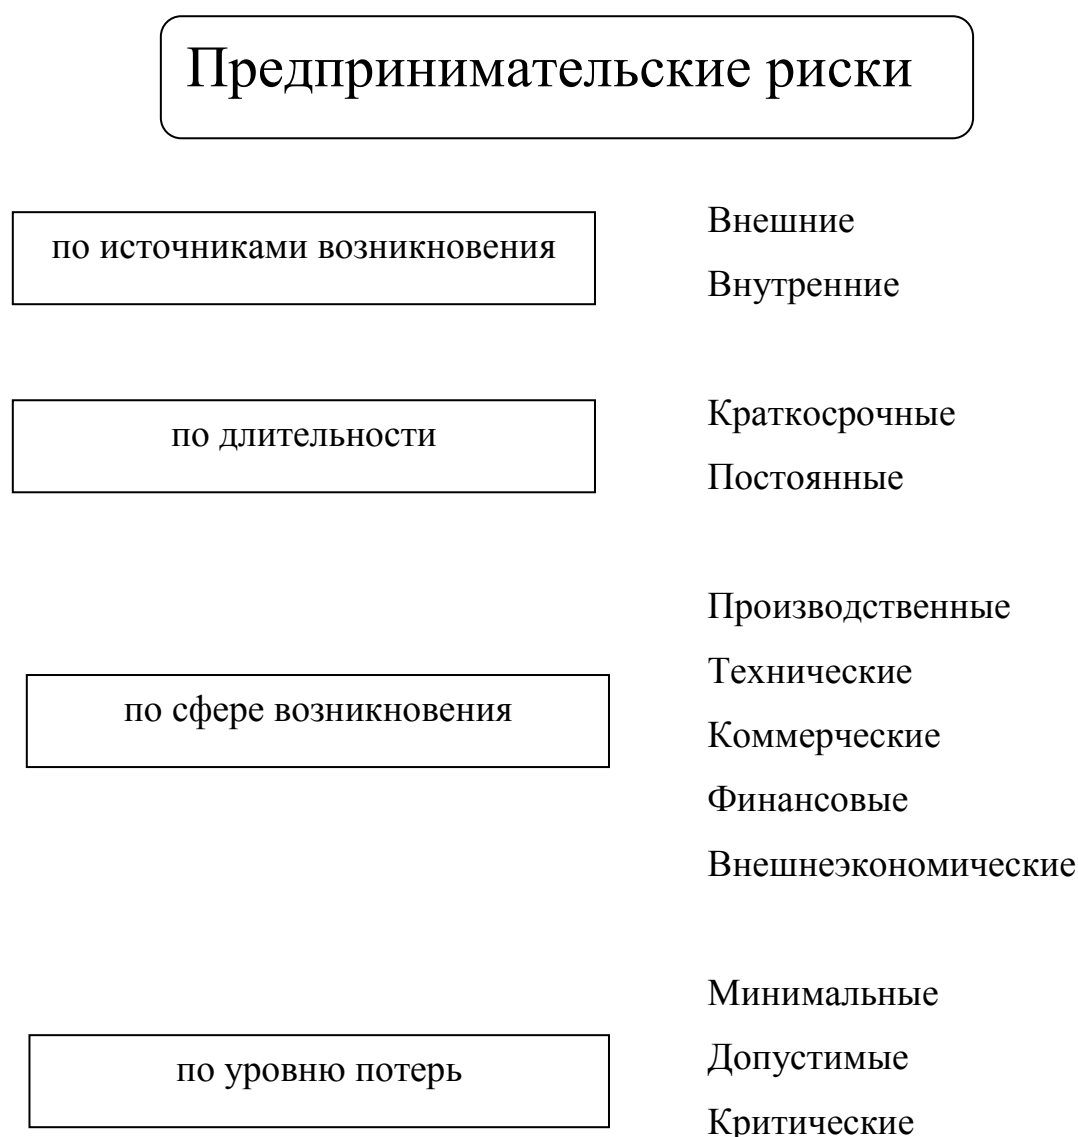 Предпринимательские риски
по источниками возникновения
Внешние
Внутренние
по длительности
Краткосрочные
Постоянные
по сфере возникновения
Производственные
Технические
Коммерческие
Финансовые
Внешнеэкономические
по уровню потерь
Минимальные
Допустимые
Критические